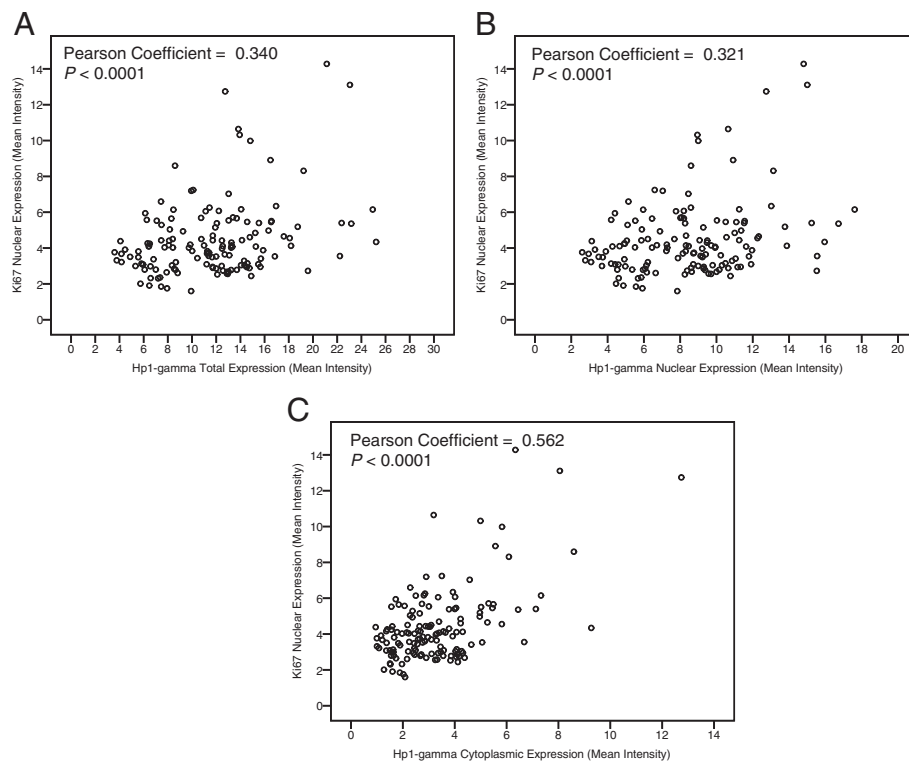 A
Pearson Coefficient = 0.340
P < 0.0001
Ki67 Nuclear Expression (Mean Intensity)
14
12
10
8
6
4
2
0
0 2 4 6 8 10 12 14 16 18 20 22 24 26 28 30
Hp1-gamma Total Expression (Mean Intensity)
B
Pearson Coefficient = 0.321
P < 0.0001
Ki67 Nuclear Expression (Mean Intensity)
14
12
10
8
6
4
2
0
0 2 4 6 8 10 12 14 16 18 20
Hp1-gamma Nuclear Expression (Mean Intensity)
C
Pearson Coefficient = 0.562
P < 0.0001
Ki67 Nuclear Expression (Mean Intensity)
14
12
10
8
6
4
2
0
0 2 4 6 8 10 12 14
Hp1-gamma Cytoplasmic Expression (Mean Intensity)